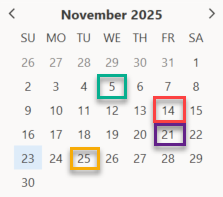 November 2025
SU MO TU WE TH FR SA
26 27 28 29 30 31 1
2 3 4 5 6 7 8
9 10 11 12 13 14 15
16 17 18 19 20 21 22
23 24 25 26 27 28 29
30